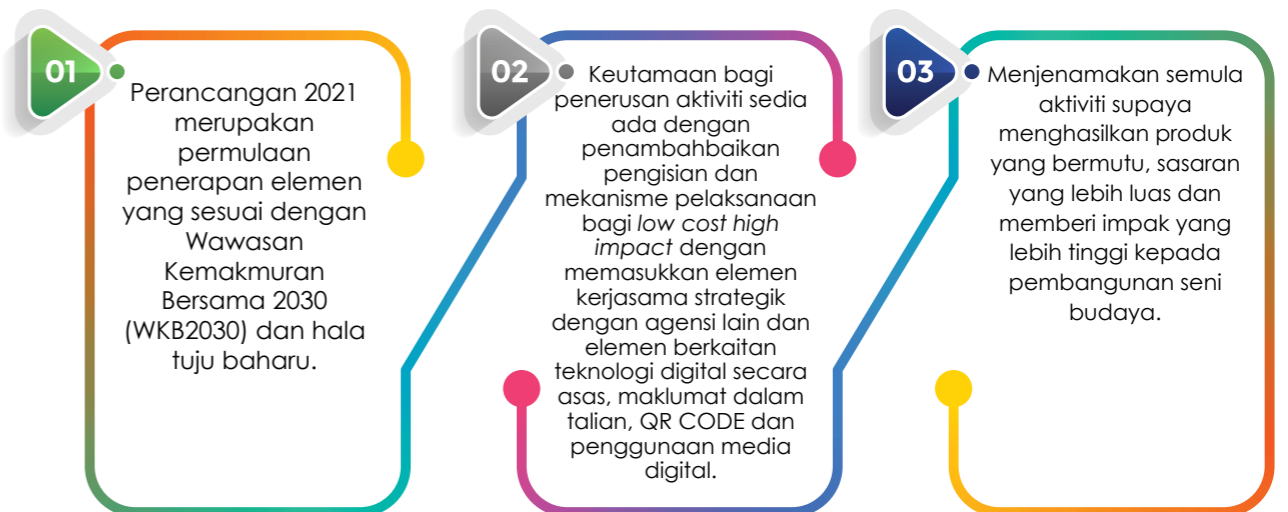 01
Perancangan 2021
merupakan
permulaan
penerapan elemen
yang sesuai dengan
Wawasan
Kemakmuran
Bersama 2030
(WKB2030) dan hala
tuju baharu.
02
Keutamaan bagi
penerusan aktiviti sedia
ada dengan
penambahbaikan
pengisian dan
mekanisme pelaksanaan
bagi low cost high
impact dengan
memasukkan elemen
kerjasama strategik
dengan agensi lain dan
elemen berkaitan
teknologi digital secara
asas, maklumat dalam
talian, QR CODE dan
penggunaan media
digital.
03
Menjenamakan semula
aktiviti supaya
menghasilkan produk
yang bermutu, sasaran
yang lebih luas dan
memberi impak yang
lebih tinggi kepada
pembangunan seni
budaya.